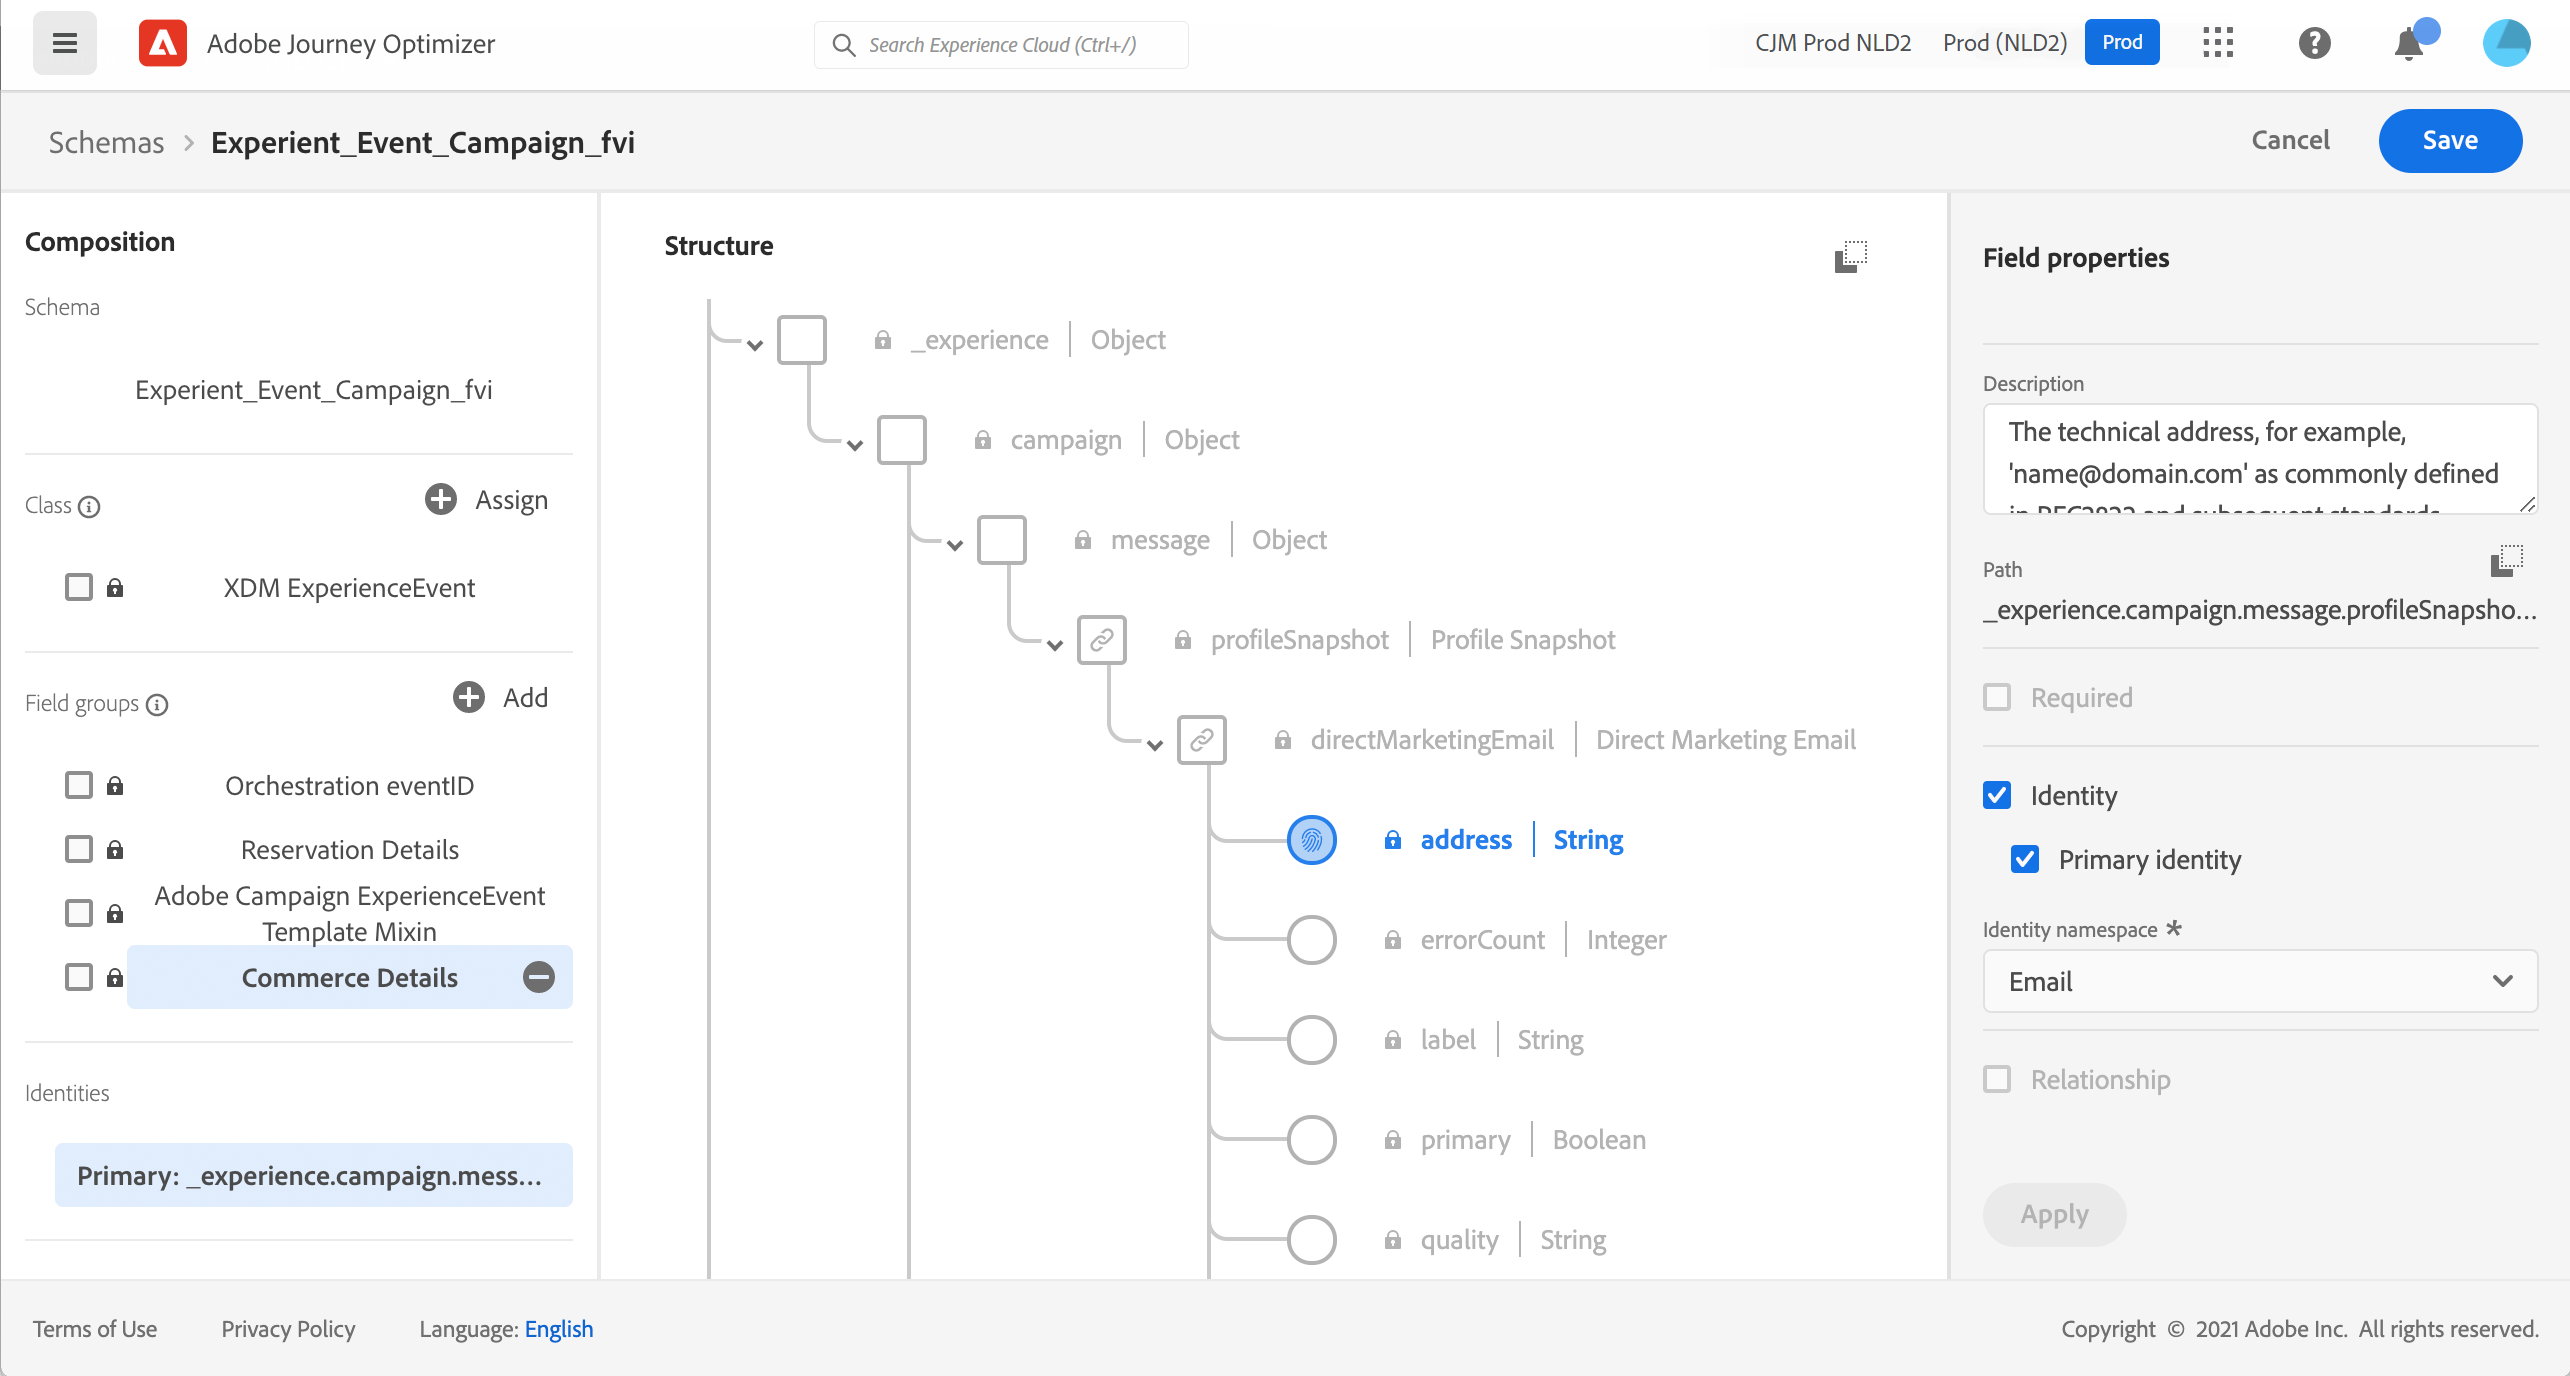 Adobe Journey Optimizer
Search Experience Cloud (Ctrl+/)
CJM Prod NLD2
Prod (NLD2)
Prod
Schemas
Experient_Event_Campaign_fvi
Cancel
Save
Composition
Schema
Experient_Event_Campaign_fvi
Class
Assign
XDM ExperienceEvent
Field groups
Add
Orchestration eventID
Reservation Details
Adobe Campaign ExperienceEvent
Template Mixin
Commerce Details
Identities
Primary: _experience.campaign.mess...
Structure
_experience | Object
campaign | Object
message | Object
profileSnapshot | Profile Snapshot
directMarketingEmail | Direct Marketing Email
address | String
errorCount | Integer
label | String
primary | Boolean
quality | String
Field properties
Description
The technical address, for example,
'name@domain.com' as commonly defined
in RFC2822 and subsequent standards
Path
_experience.campaign.message.profileSnapsho...
Required
Identity
Primary identity
Identity namespace *
Email
Relationship
Apply
Terms of Use
Privacy Policy
Language: English
Copyright © 2021 Adobe Inc. All rights reserved.